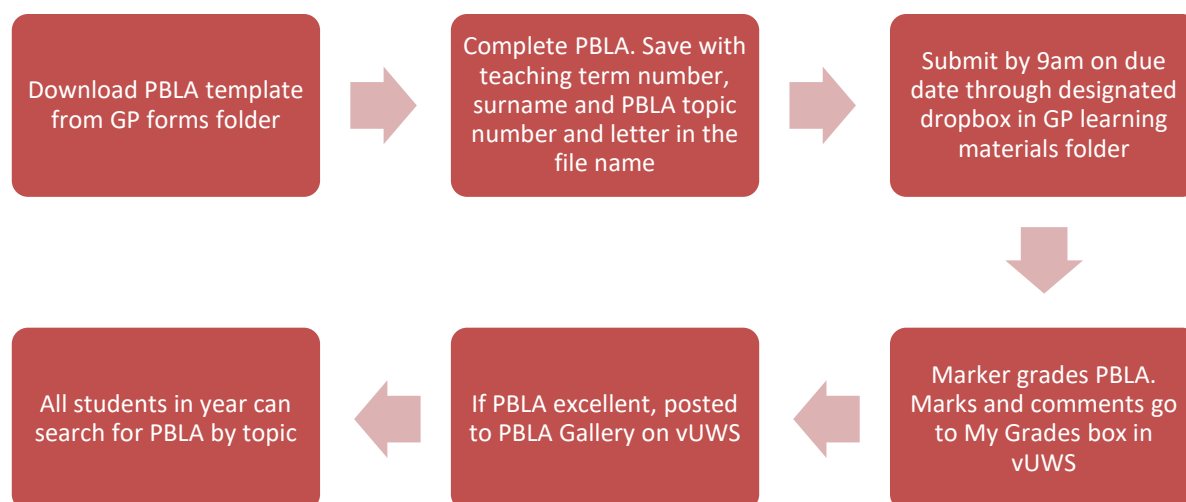 Download PBLA template
from GP forms folder
Complete PBLA. Save with
teaching term number,
surname and PBLA topic
number and letter in the
file name
Submit by 9am on due
date through designated
dropbox in GP learning
materials folder
Marker grades PBLA.
Marks and comments go
to My Grades box in
vUWS
If PBLA excellent, posted
to PBLA Gallery on vUWS
All students in year can
search for PBLA by topic